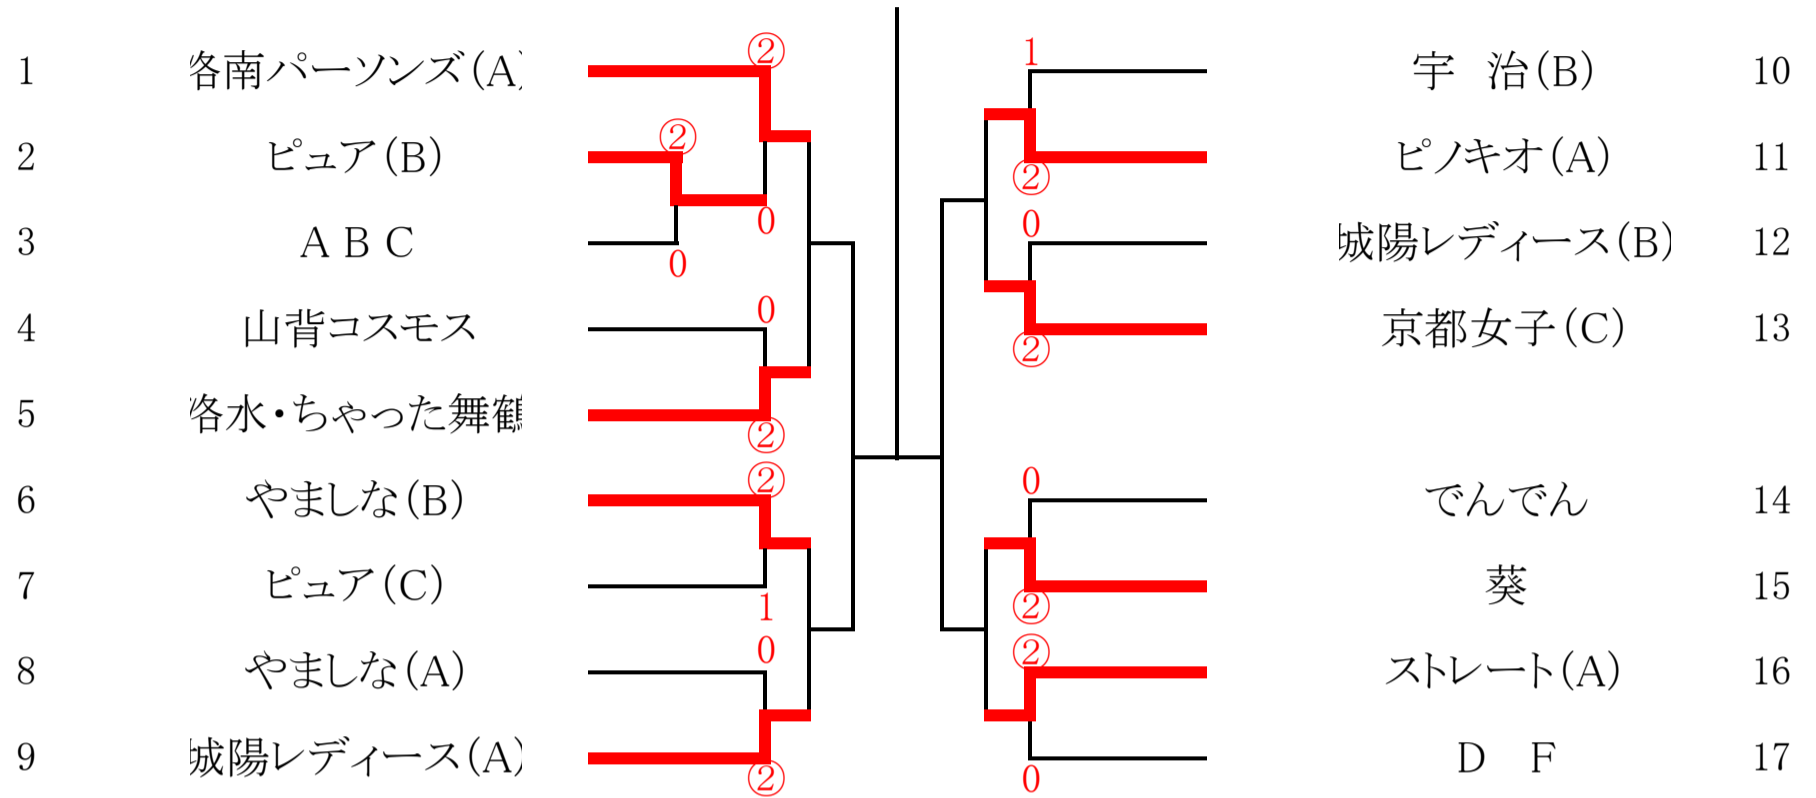 1 洛南パーソンズ(A) ②
2 ピュア(B) ②
0
3 ＡＢＣ 0
4 山背コスモス 0
5 洛水・ちゃった舞鶴 ②
6 やましな(B) ②
7 ピュア(C) 1
8 やましな(A) 0
9 城陽レディース(A) ②
1 宇　治(B) 10
② ピノキオ(A) 11
0 城陽レディース(B) 12
② 京都女子(C) 13
0 でんでん 14
② 葵 15
② ストレート(A) 16
0 Ｄ　Ｆ 17